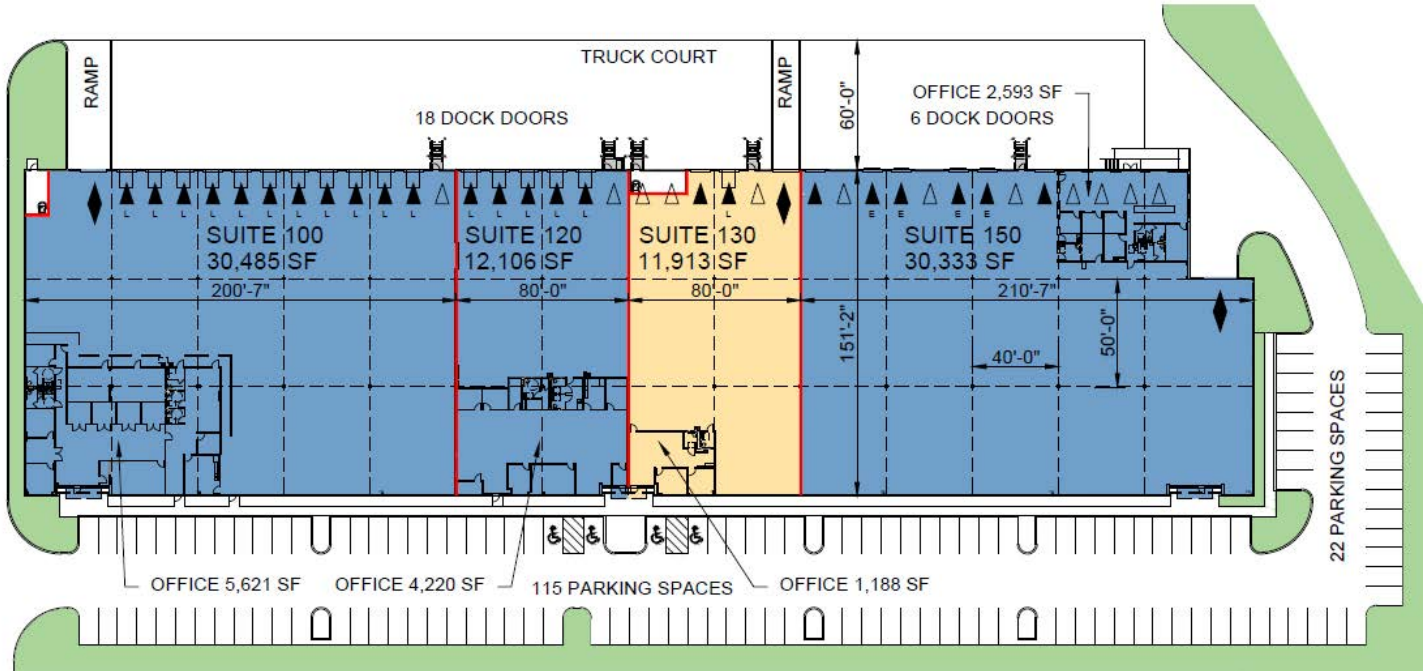 TRUCK COURT
RAMP
RAMP
60'-0"
OFFICE 2,593 SF
18 DOCK DOORS
6 DOCK DOORS
L L L L L L L L L L L
L L L L L
L
E E E E
SUITE 100
30,485 SF
SUITE 120
12,106 SF
SUITE 130
11,913 SF
SUITE 150
30,333 SF
200'-7"
80'-0"
80'-0"
210'-7"
151'-2"
40'-0"
50'-0"
22 PARKING SPACES
OFFICE 5,621 SF
OFFICE 4,220 SF
115 PARKING SPACES
OFFICE 1,188 SF